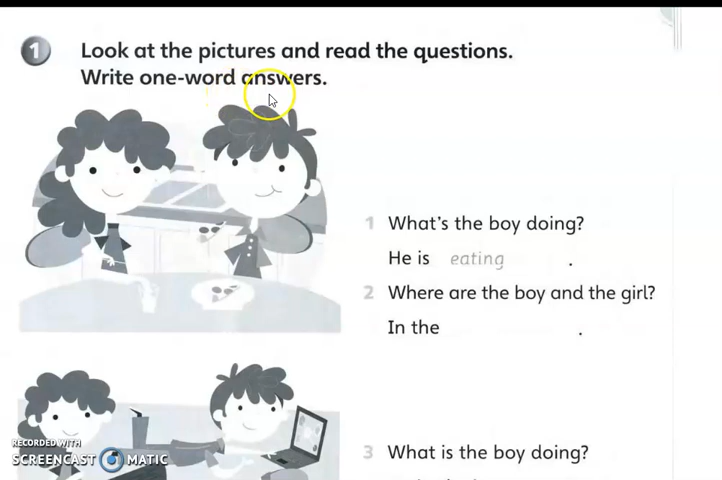 1 Look at the pictures and read the questions.
Write one-word answers.
1 What's the boy doing?
He is eating .
2 Where are the boy and the girl?
In the .
3 What is the boy doing?
RECORDED WITH
SCREENCAST MATIC